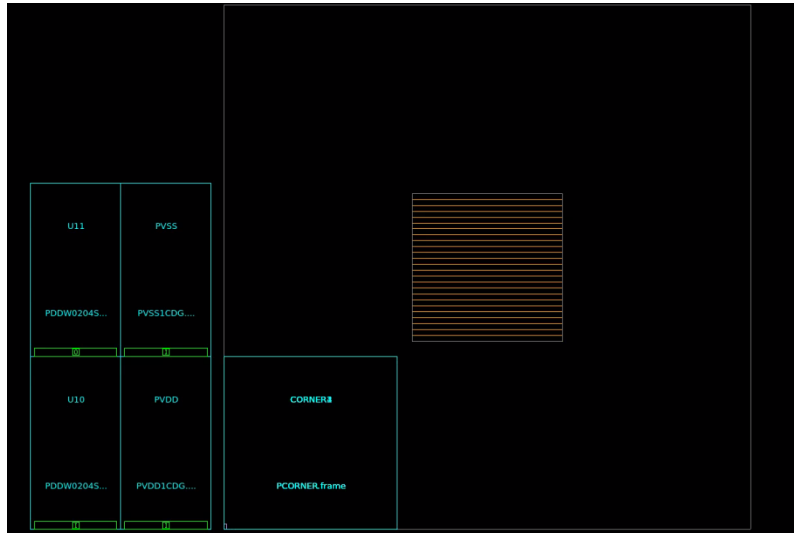 U11
PVSS
PDDW0204S...
PVSS1CDG....
U10
PVDD
CORNER
PDDW0204S...
PVDD1CDG....
PCORNER.frame